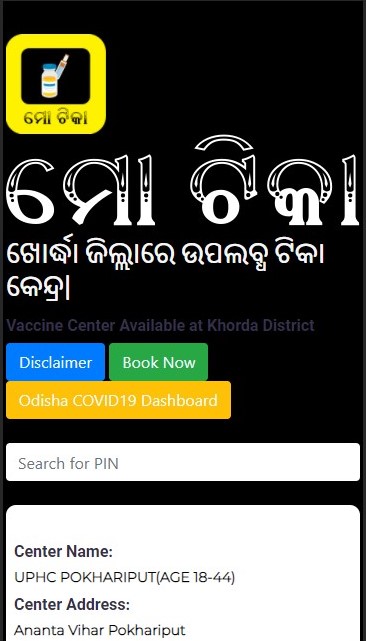 ମୋ ଟିକା
ମୋ ଟିକା
ଖୋର୍ଦ୍ଧା ଜିଲ୍ଲାରେ ଉପଲବ୍ଧ ଟିକା
କେନ୍ଦ୍ର|
Vaccine Center Available at Khorda District
Disclaimer Book Now
Odisha COVID19 Dashboard
Search for PIN
Center Name:
UPHC POKHARIPUT(AGE 18-44)
Center Address:
Ananta Vihar Pokhariput